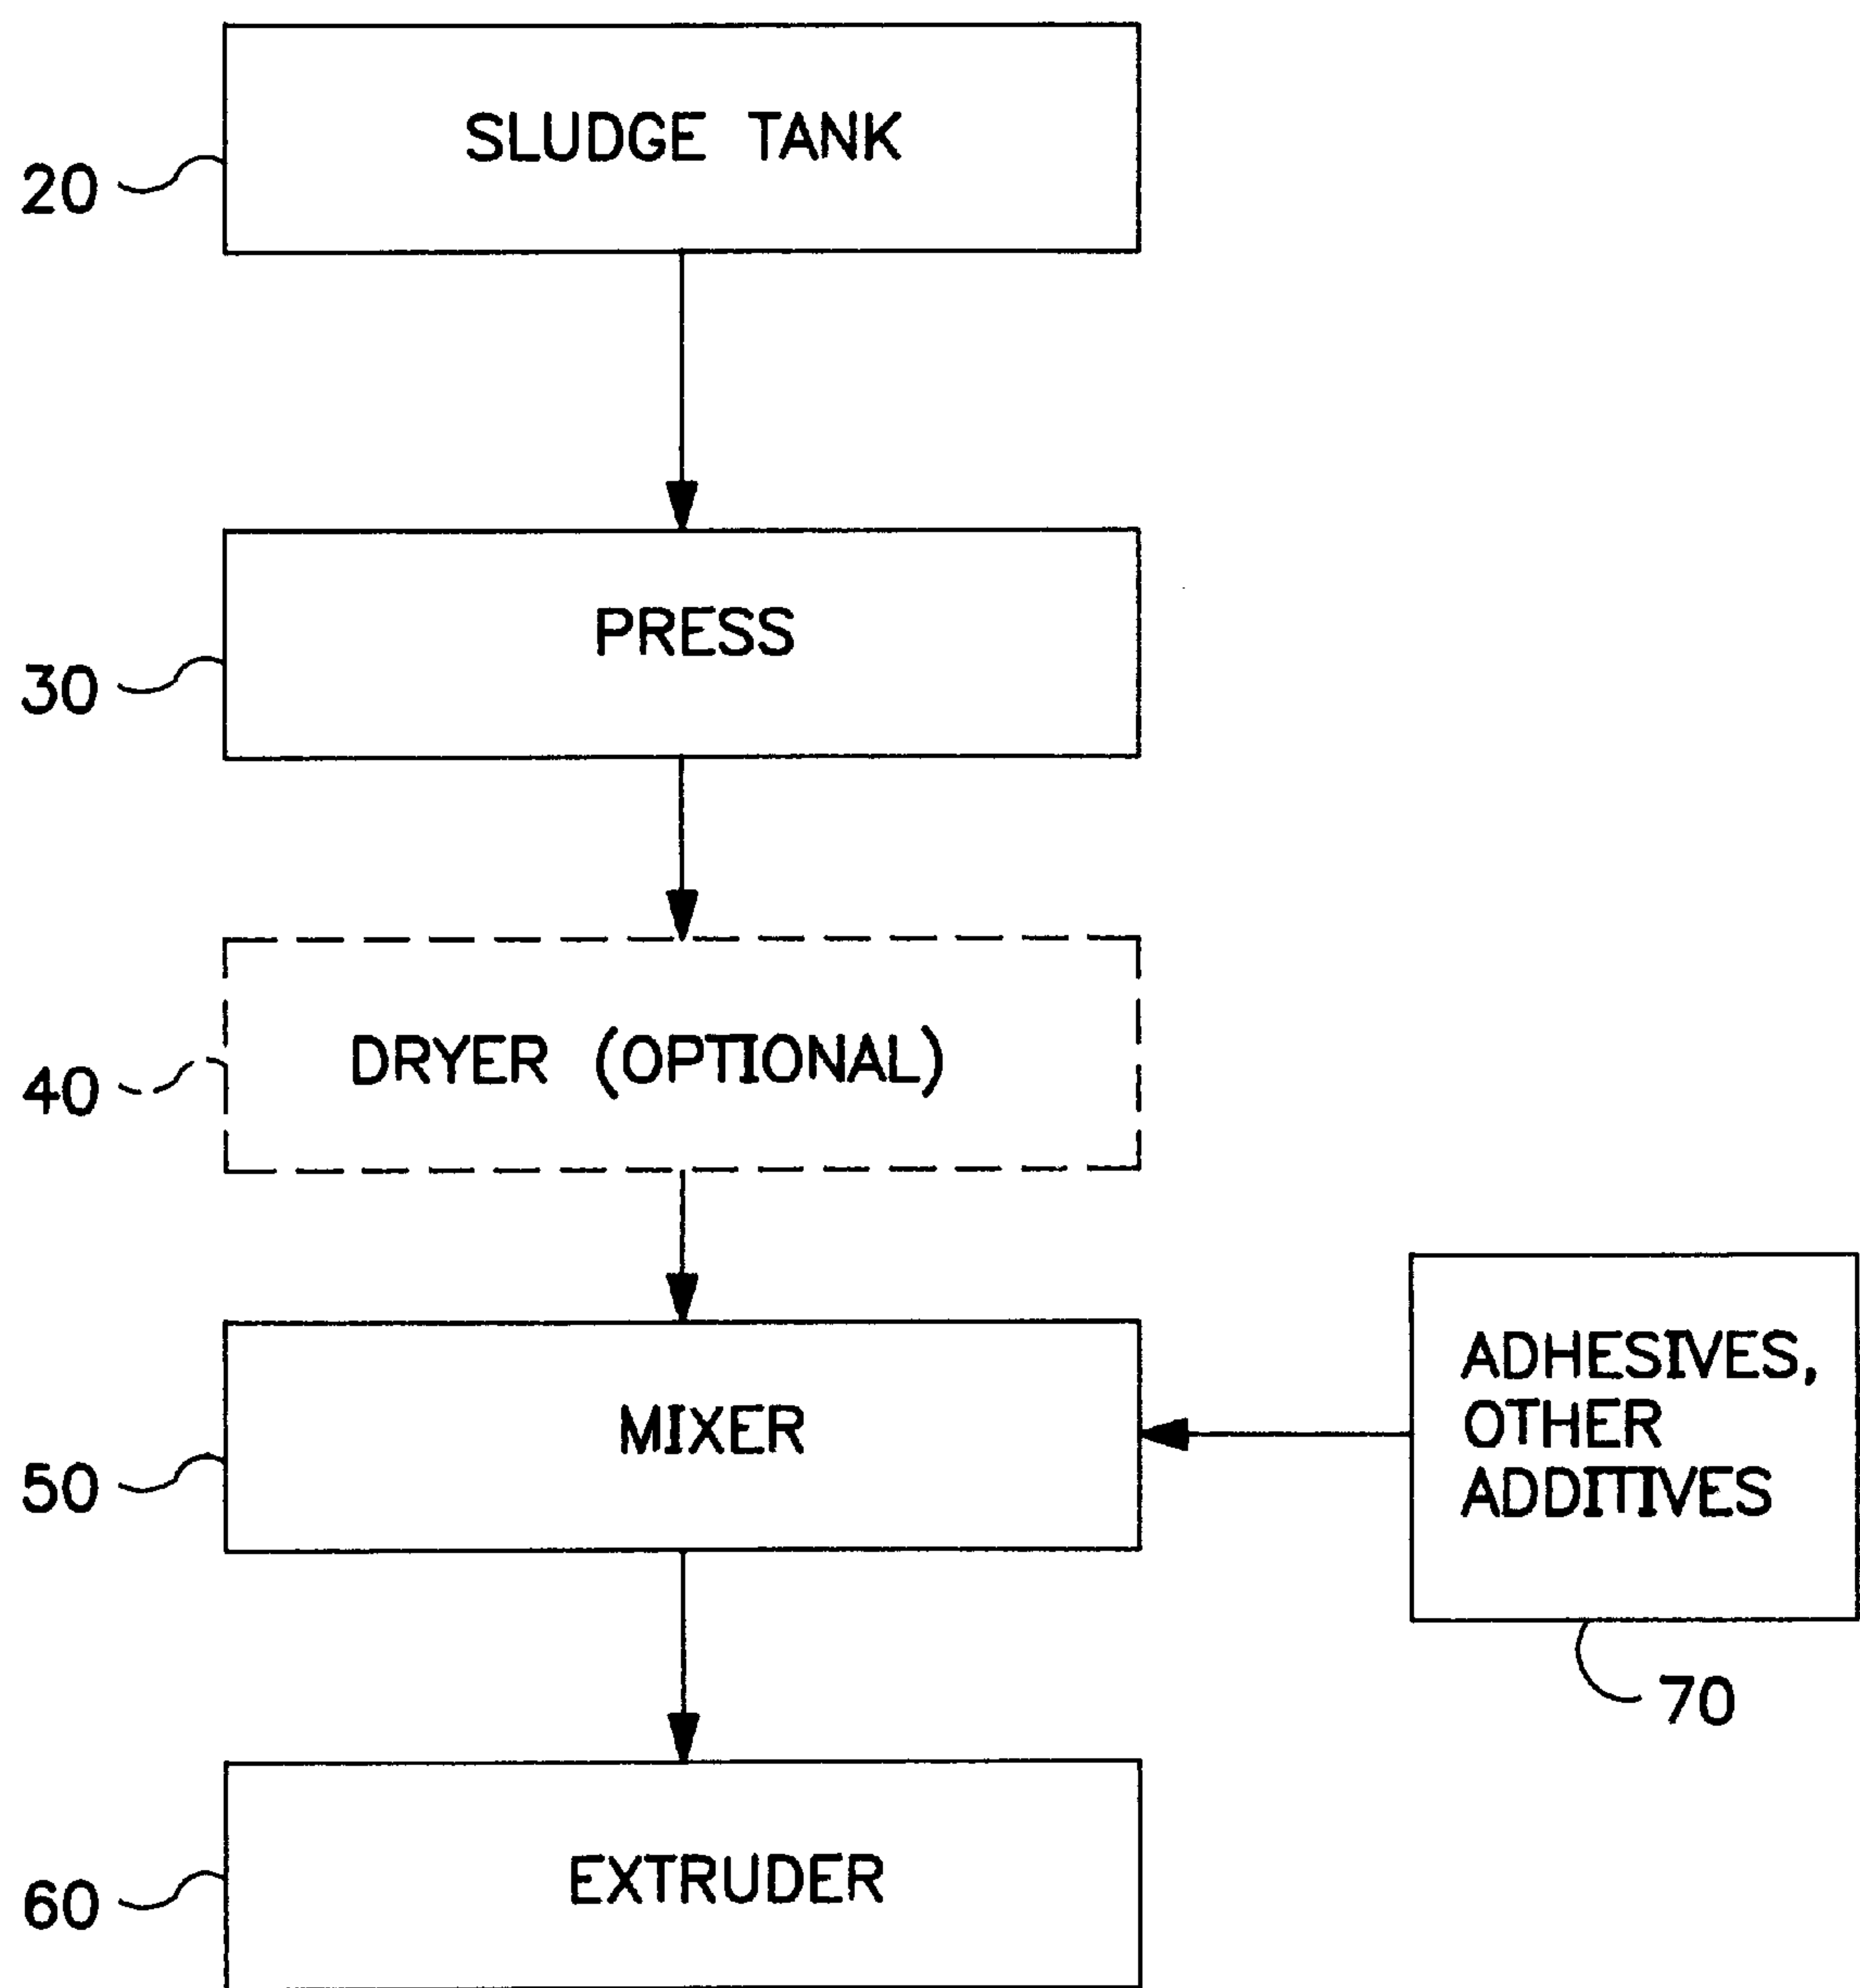 SLUDGE TANK
20
PRESS
30
DRYER (OPTIONAL)
40
MIXER
50
ADHESIVES,
OTHER
ADDITIVES
70
EXTRUDER
60